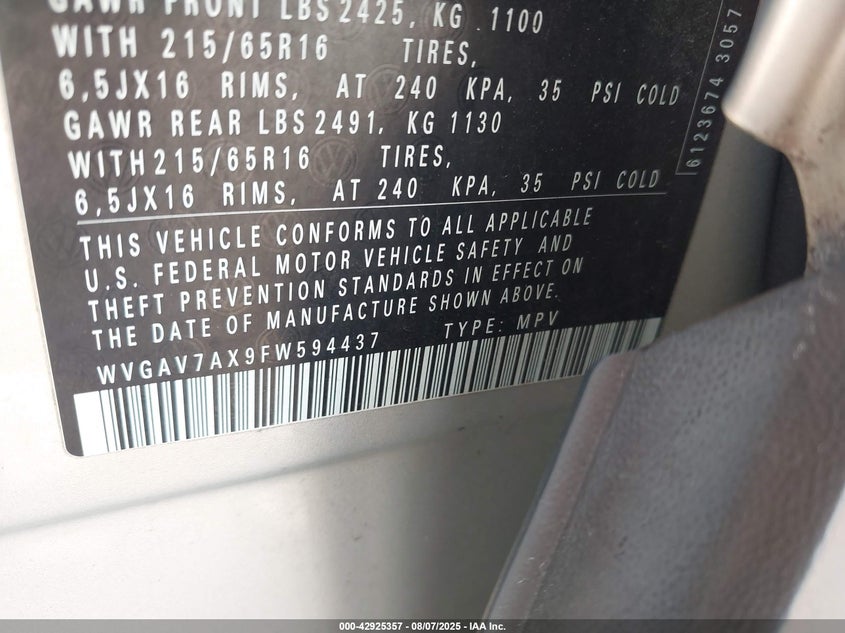 GAWR FRONT LBS 2425, KG 1100
WITH 215/65R16 TIRES,
6,5JX16 RIMS, AT 240 KPA, 35 PSI COLD
GAWR REAR LBS 2491, KG 1130
WITH 215/65R16 TIRES,
6,5JX16 RIMS, AT 240 KPA, 35 PSI COLD
THIS VEHICLE CONFORMS TO ALL APPLICABLE
U.S. FEDERAL MOTOR VEHICLE SAFETY AND
THEFT PREVENTION STANDARDS IN EFFECT ON
THE DATE OF MANUFACTURE SHOWN ABOVE.
WVGAV7AX9FW594437 TYPE: MPV
6123674 3057
000-42925357 - 08/07/2025 - © IAA Inc.